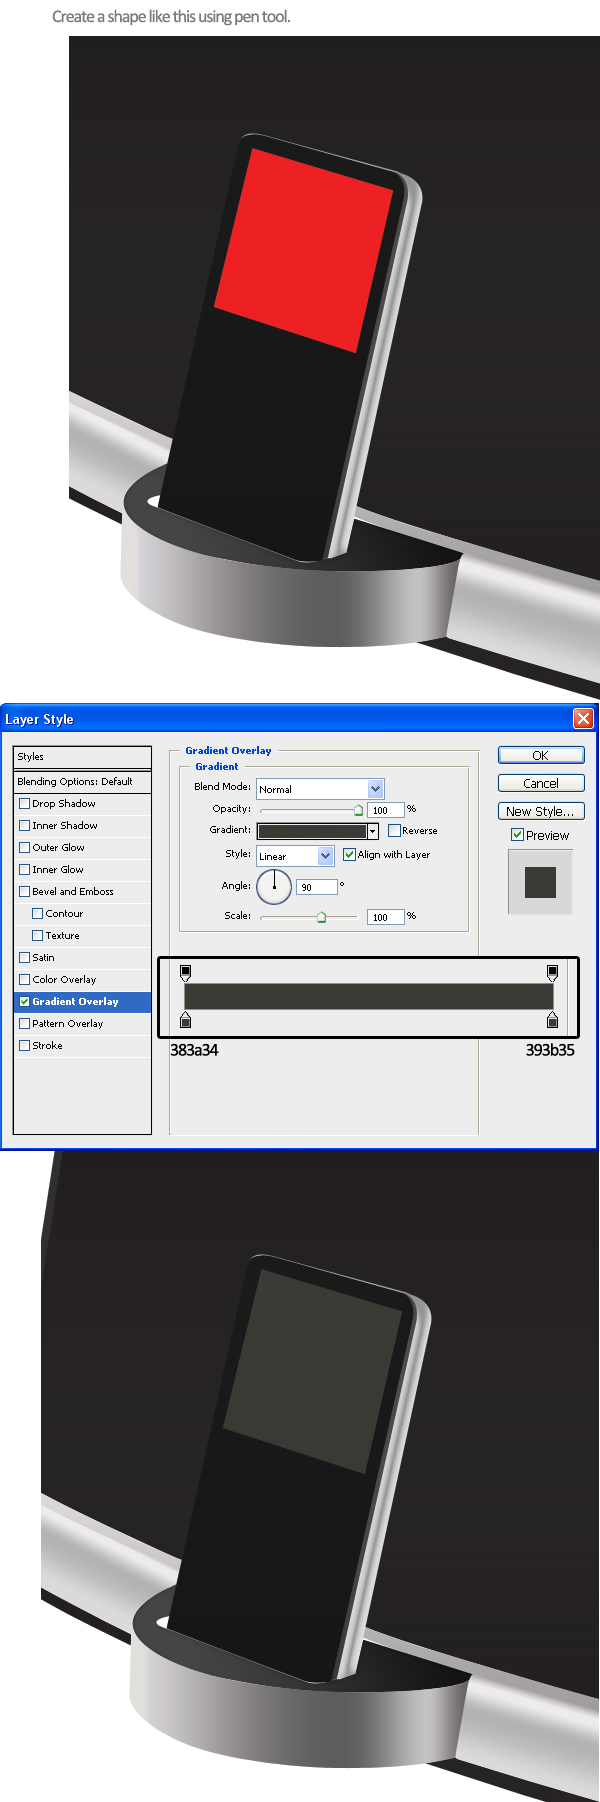 Create a shape like this using pen tool.
Layer Style
Styles
Blending Options: Default
Drop Shadow
Inner Shadow
Outer Glow
Inner Glow
Bevel and Emboss
Contour
Texture
Satin
Color Overlay
Gradient Overlay
Pattern Overlay
Stroke
Gradient Overlay
Gradient
Blend Mode: Normal
Opacity: 100 %
Gradient: Reverse
Style: Linear Align with Layer
Angle: 90 °
Scale: 100 %
OK
Cancel
New Style...
Preview
383a34 393b35